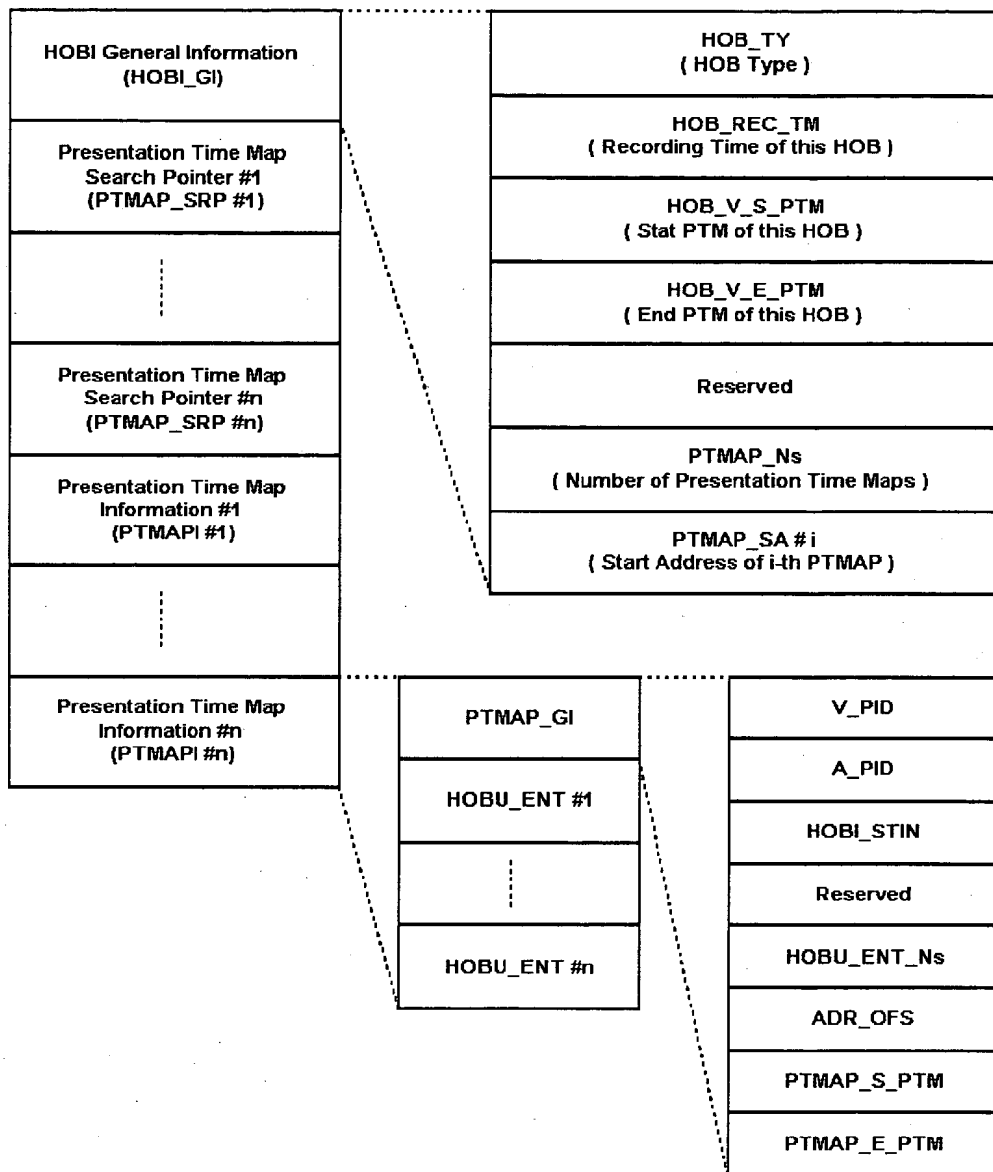 HOBI General Information
(HOBI_GI)
Presentation Time Map
Search Pointer #1
(PTMAP_SRP #1)
Presentation Time Map
Search Pointer #n
(PTMAP_SRP #n)
Presentation Time Map
Information #1
(PTMAPI #1)
Presentation Time Map
Information #n
(PTMAPI #n)
HOB_TY
( HOB Type )
HOB_REC_TM
( Recording Time of this HOB )
HOB_V_S_PTM
( Stat PTM of this HOB )
HOB_V_E_PTM
( End PTM of this HOB )
Reserved
PTMAP_Ns
( Number of Presentation Time Maps )
PTMAP_SA # i
( Start Address of i-th PTMAP )
PTMAP_GI
HOBU_ENT #1
HOBU_ENT #n
V_PID
A_PID
HOBI_STIN
Reserved
HOBU_ENT_Ns
ADR_OFS
PTMAP_S_PTM
PTMAP_E_PTM